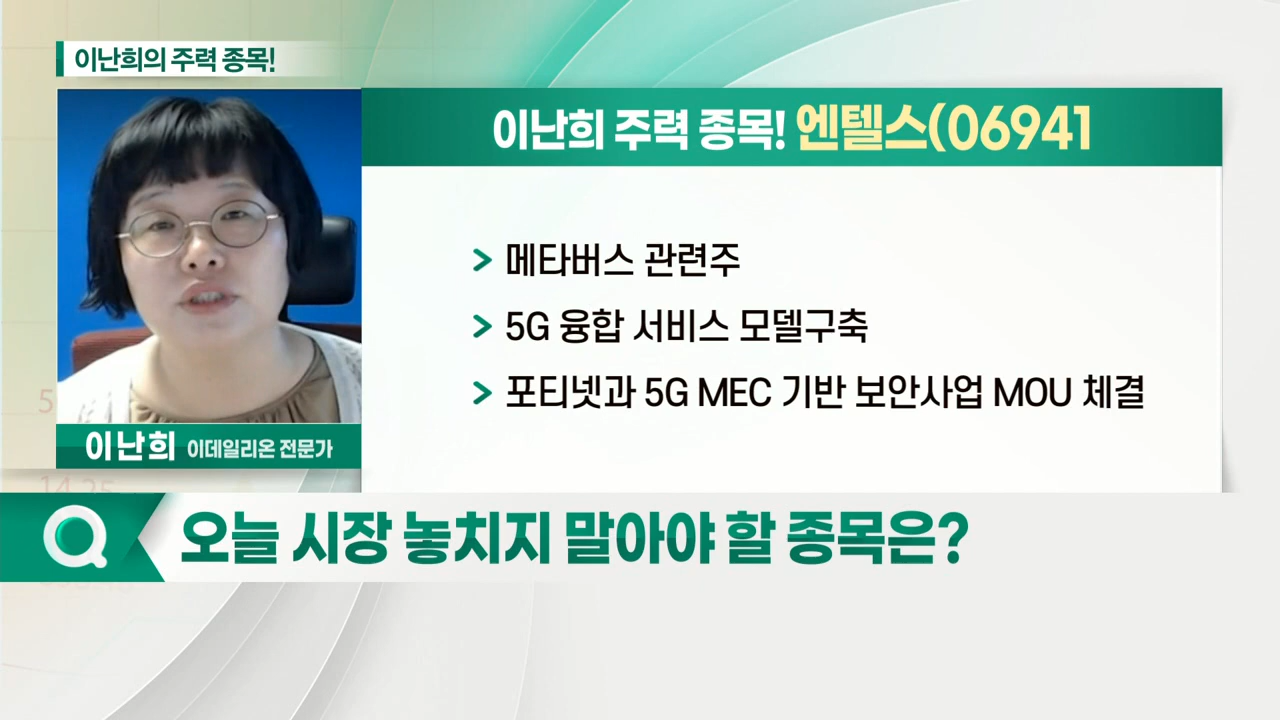 이난희의 주력 종목!
이난희 주력 종목! 엔텔스(06941
> 메타버스 관련주
> 5G 융합 서비스 모델구축
> 포티넷과 5G MEC 기반 보안사업 MOU 체결
이난희 이데일리온 전문가
Q 오늘 시장 놓치지 말아야 할 종목은?